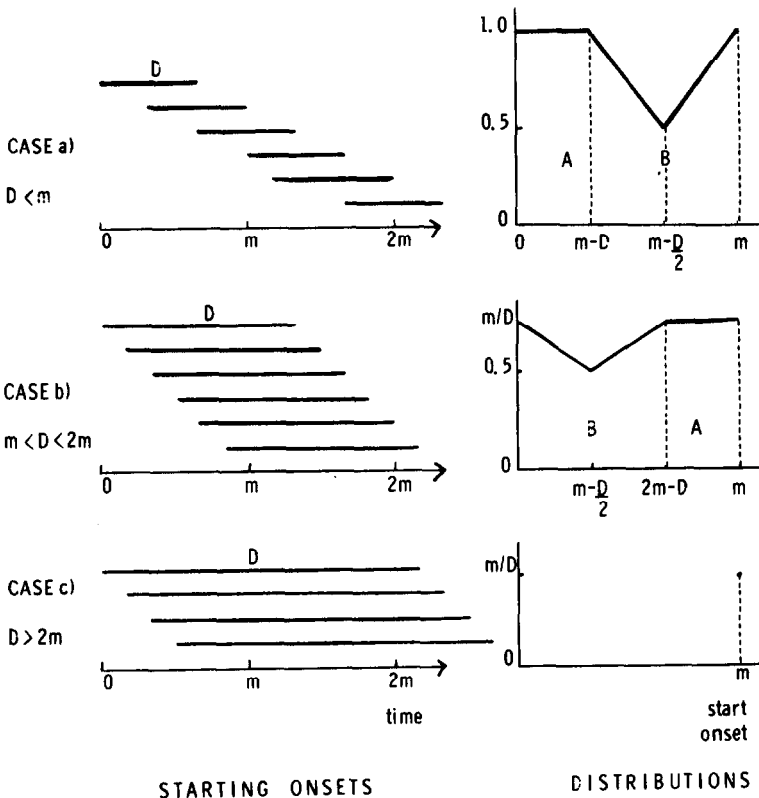 D
CASE a)
D < m
0 m 2m
1.0
0.5
0
A B
0 m-D m-D/2 m
D
CASE b)
m < D < 2m
0 m 2m
m/D
0.5
0
B A
m-D/2 2m-D m
D
CASE c)
D > 2m
0 m 2m
time
m/D
0
m
start
onset
STARTING ONSETS
DISTRIBUTIONS